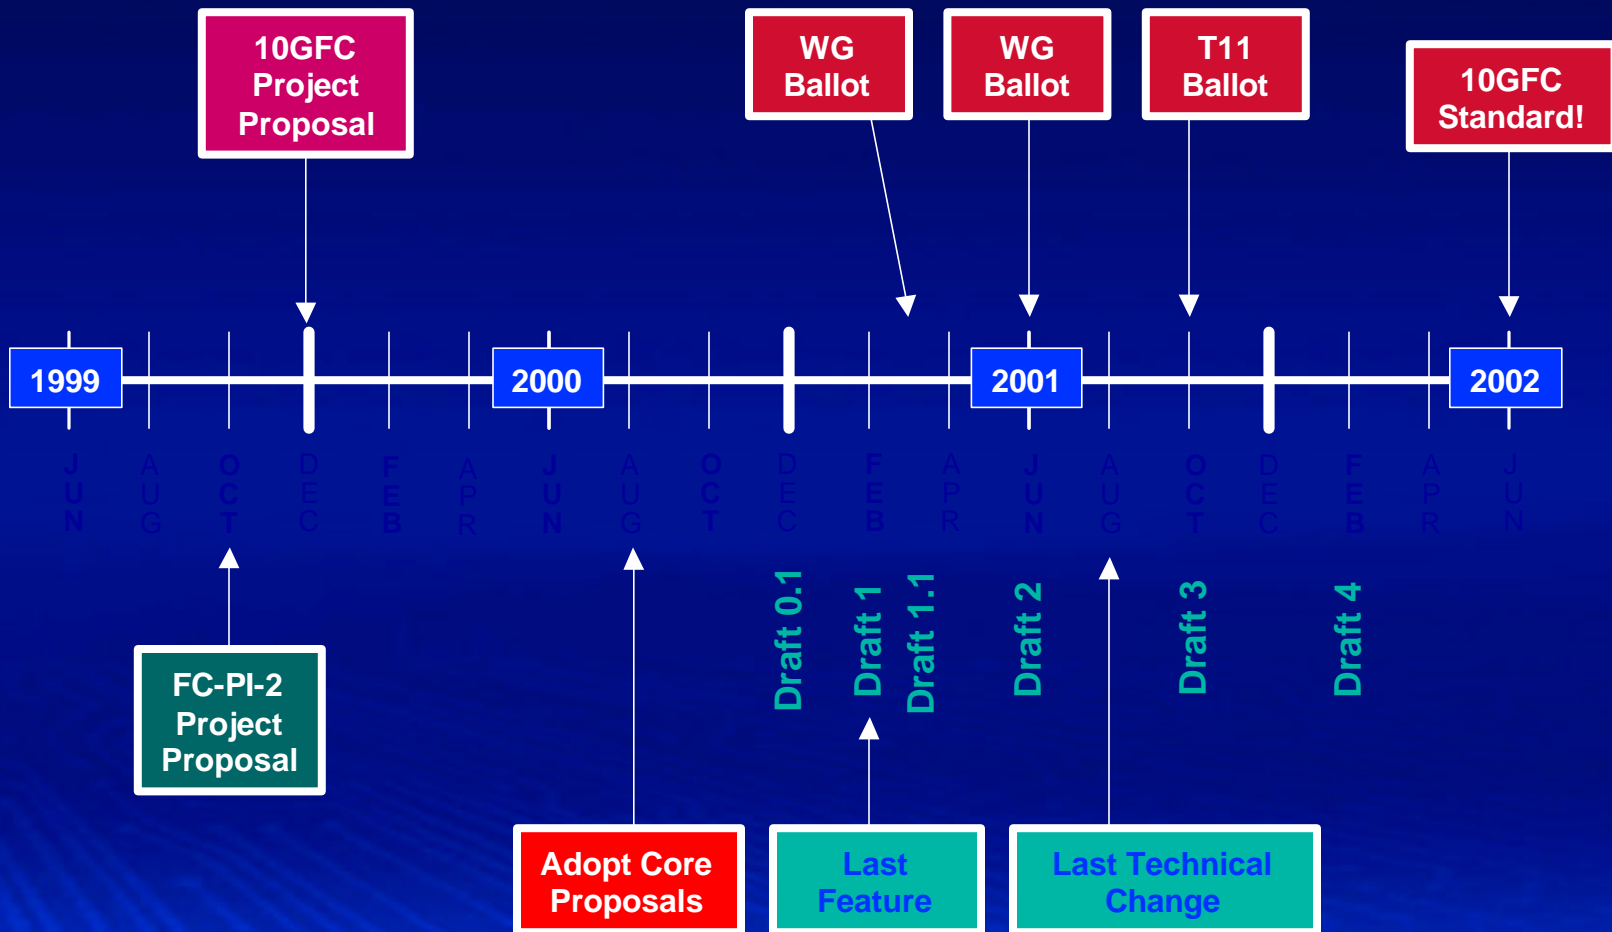 10GFC
Project
Proposal
WG
Ballot
WG
Ballot
T11
Ballot
10GFC
Standard!
1999
2000
2001
2002
JUN
AUG
OCT
DEC
FEB
APR
JUN
AUG
OCT
DEC
FEB
APR
JUN
AUG
OCT
DEC
FEB
APR
JUN
Draft 0.1
Draft 1
Draft 1.1
Draft 2
Draft 3
Draft 4
FC-PI-2
Project
Proposal
Adopt Core
Proposals
Last
Feature
Last Technical
Change